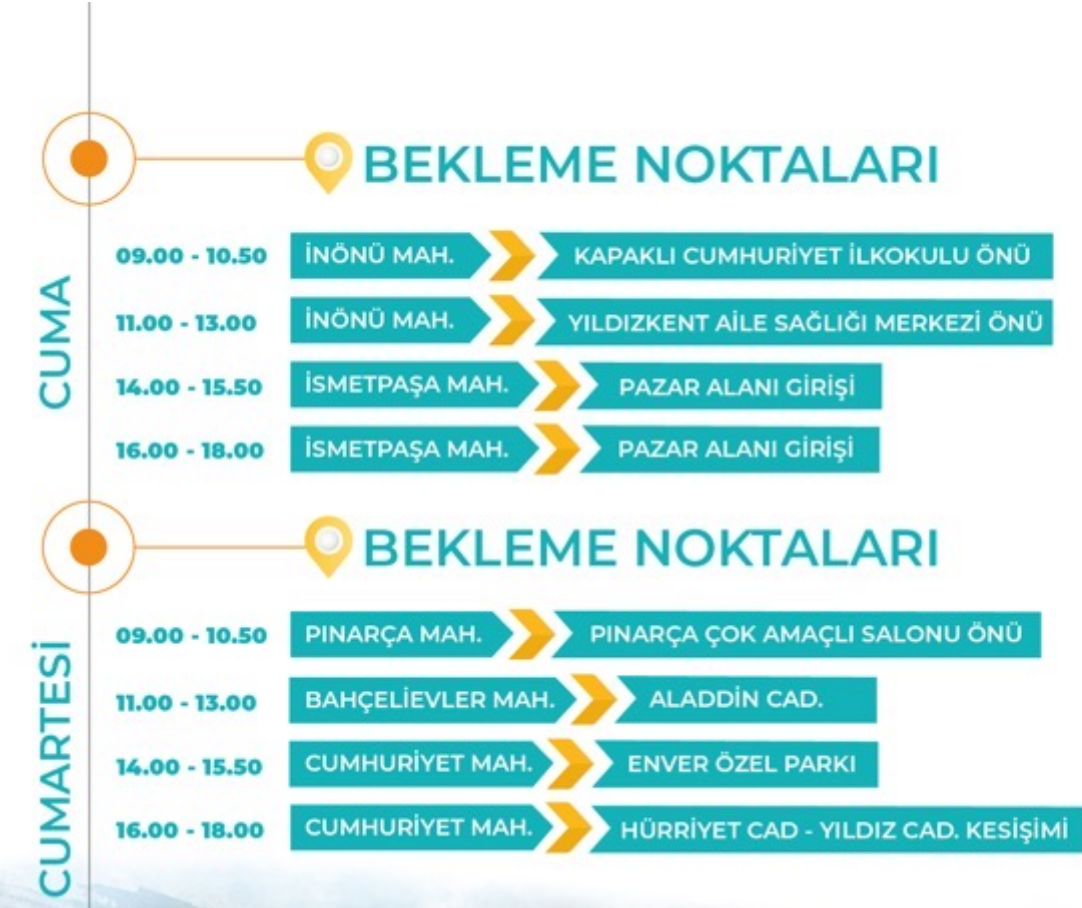 BEKLEME NOKTALARI
CUMA
09.00 - 10.50 İNÖNÜ MAH. KAPAKLI CUMHURİYET İLKOKULU ÖNÜ
11.00 - 13.00 İNÖNÜ MAH. YILDIZKENT AİLE SAĞLIĞI MERKEZİ ÖNÜ
14.00 - 15.50 İSMETPAŞA MAH. PAZAR ALANI GİRİŞİ
16.00 - 18.00 İSMETPAŞA MAH. PAZAR ALANI GİRİŞİ
BEKLEME NOKTALARI
CUMARTESİ
09.00 - 10.50 PINARÇA MAH. PINARÇA ÇOK AMAÇLI SALONU ÖNÜ
11.00 - 13.00 BAHÇELİEVLER MAH. ALADDİN CAD.
14.00 - 15.50 CUMHURİYET MAH. ENVER ÖZEL PARKI
16.00 - 18.00 CUMHURİYET MAH. HÜRRİYET CAD - YILDIZ CAD. KESİŞİMİ